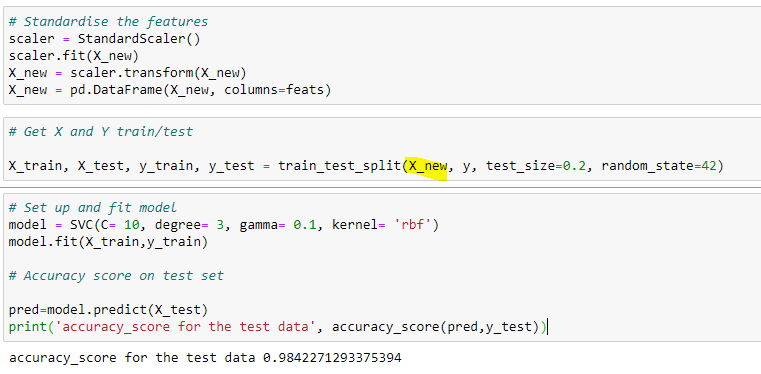 # Standardise the features
scaler = StandardScaler()
scaler.fit(X_new)
X_new = scaler.transform(X_new)
X_new = pd.DataFrame(X_new, columns=feats)
# Get X and Y train/test
X_train, X_test, y_train, y_test = train_test_split(X_new, y, test_size=0.2, random_state=42)
# Set up and fit model
model = SVC(C= 10, degree= 3, gamma= 0.1, kernel= 'rbf')
model.fit(X_train,y_train)
# Accuracy score on test set
pred=model.predict(X_test)
print('accuracy_score for the test data', accuracy_score(pred,y_test))
accuracy_score for the test data 0.9842271293375394